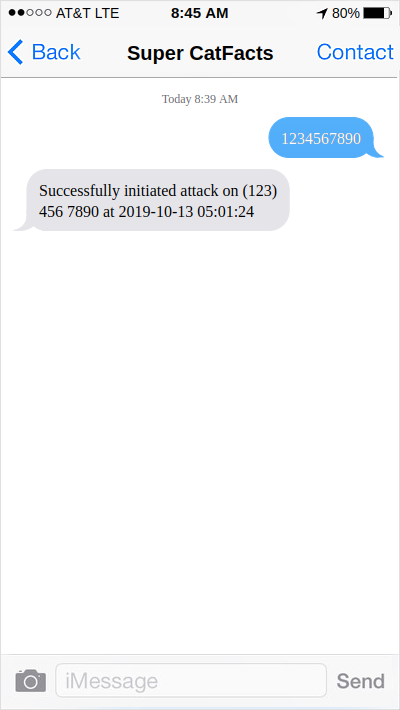 AT&T LTE 8:45 AM 80%
Back Super CatFacts Contact
Today 8:39 AM
1234567890
Successfully initiated attack on (123)
456 7890 at 2019-10-13 05:01:24
iMessage Send